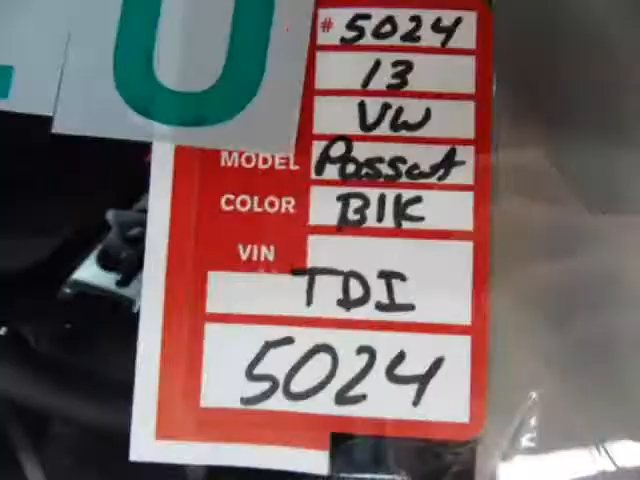 U
# 5024
13
VW
MODEL Passat
COLOR Blk
VIN
TDI
5024